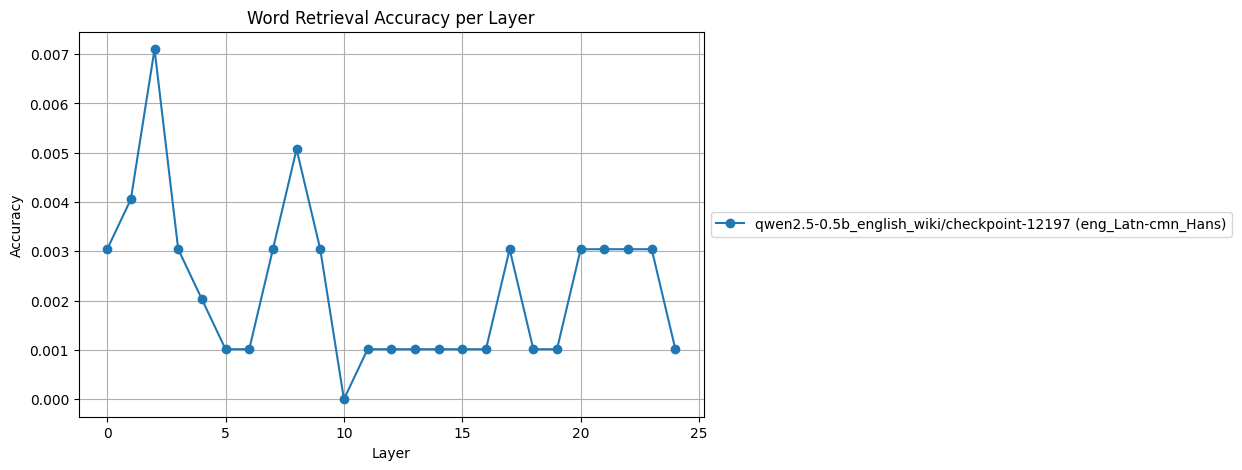 Word Retrieval Accuracy per Layer
0.007
0.006
0.005
0.004
0.003
0.002
0.001
0.000
Accuracy
0 5 10 15 20 25
Layer
qwen2.5-0.5b_english_wiki/checkpoint-12197 (eng_Latn-cmn_Hans)